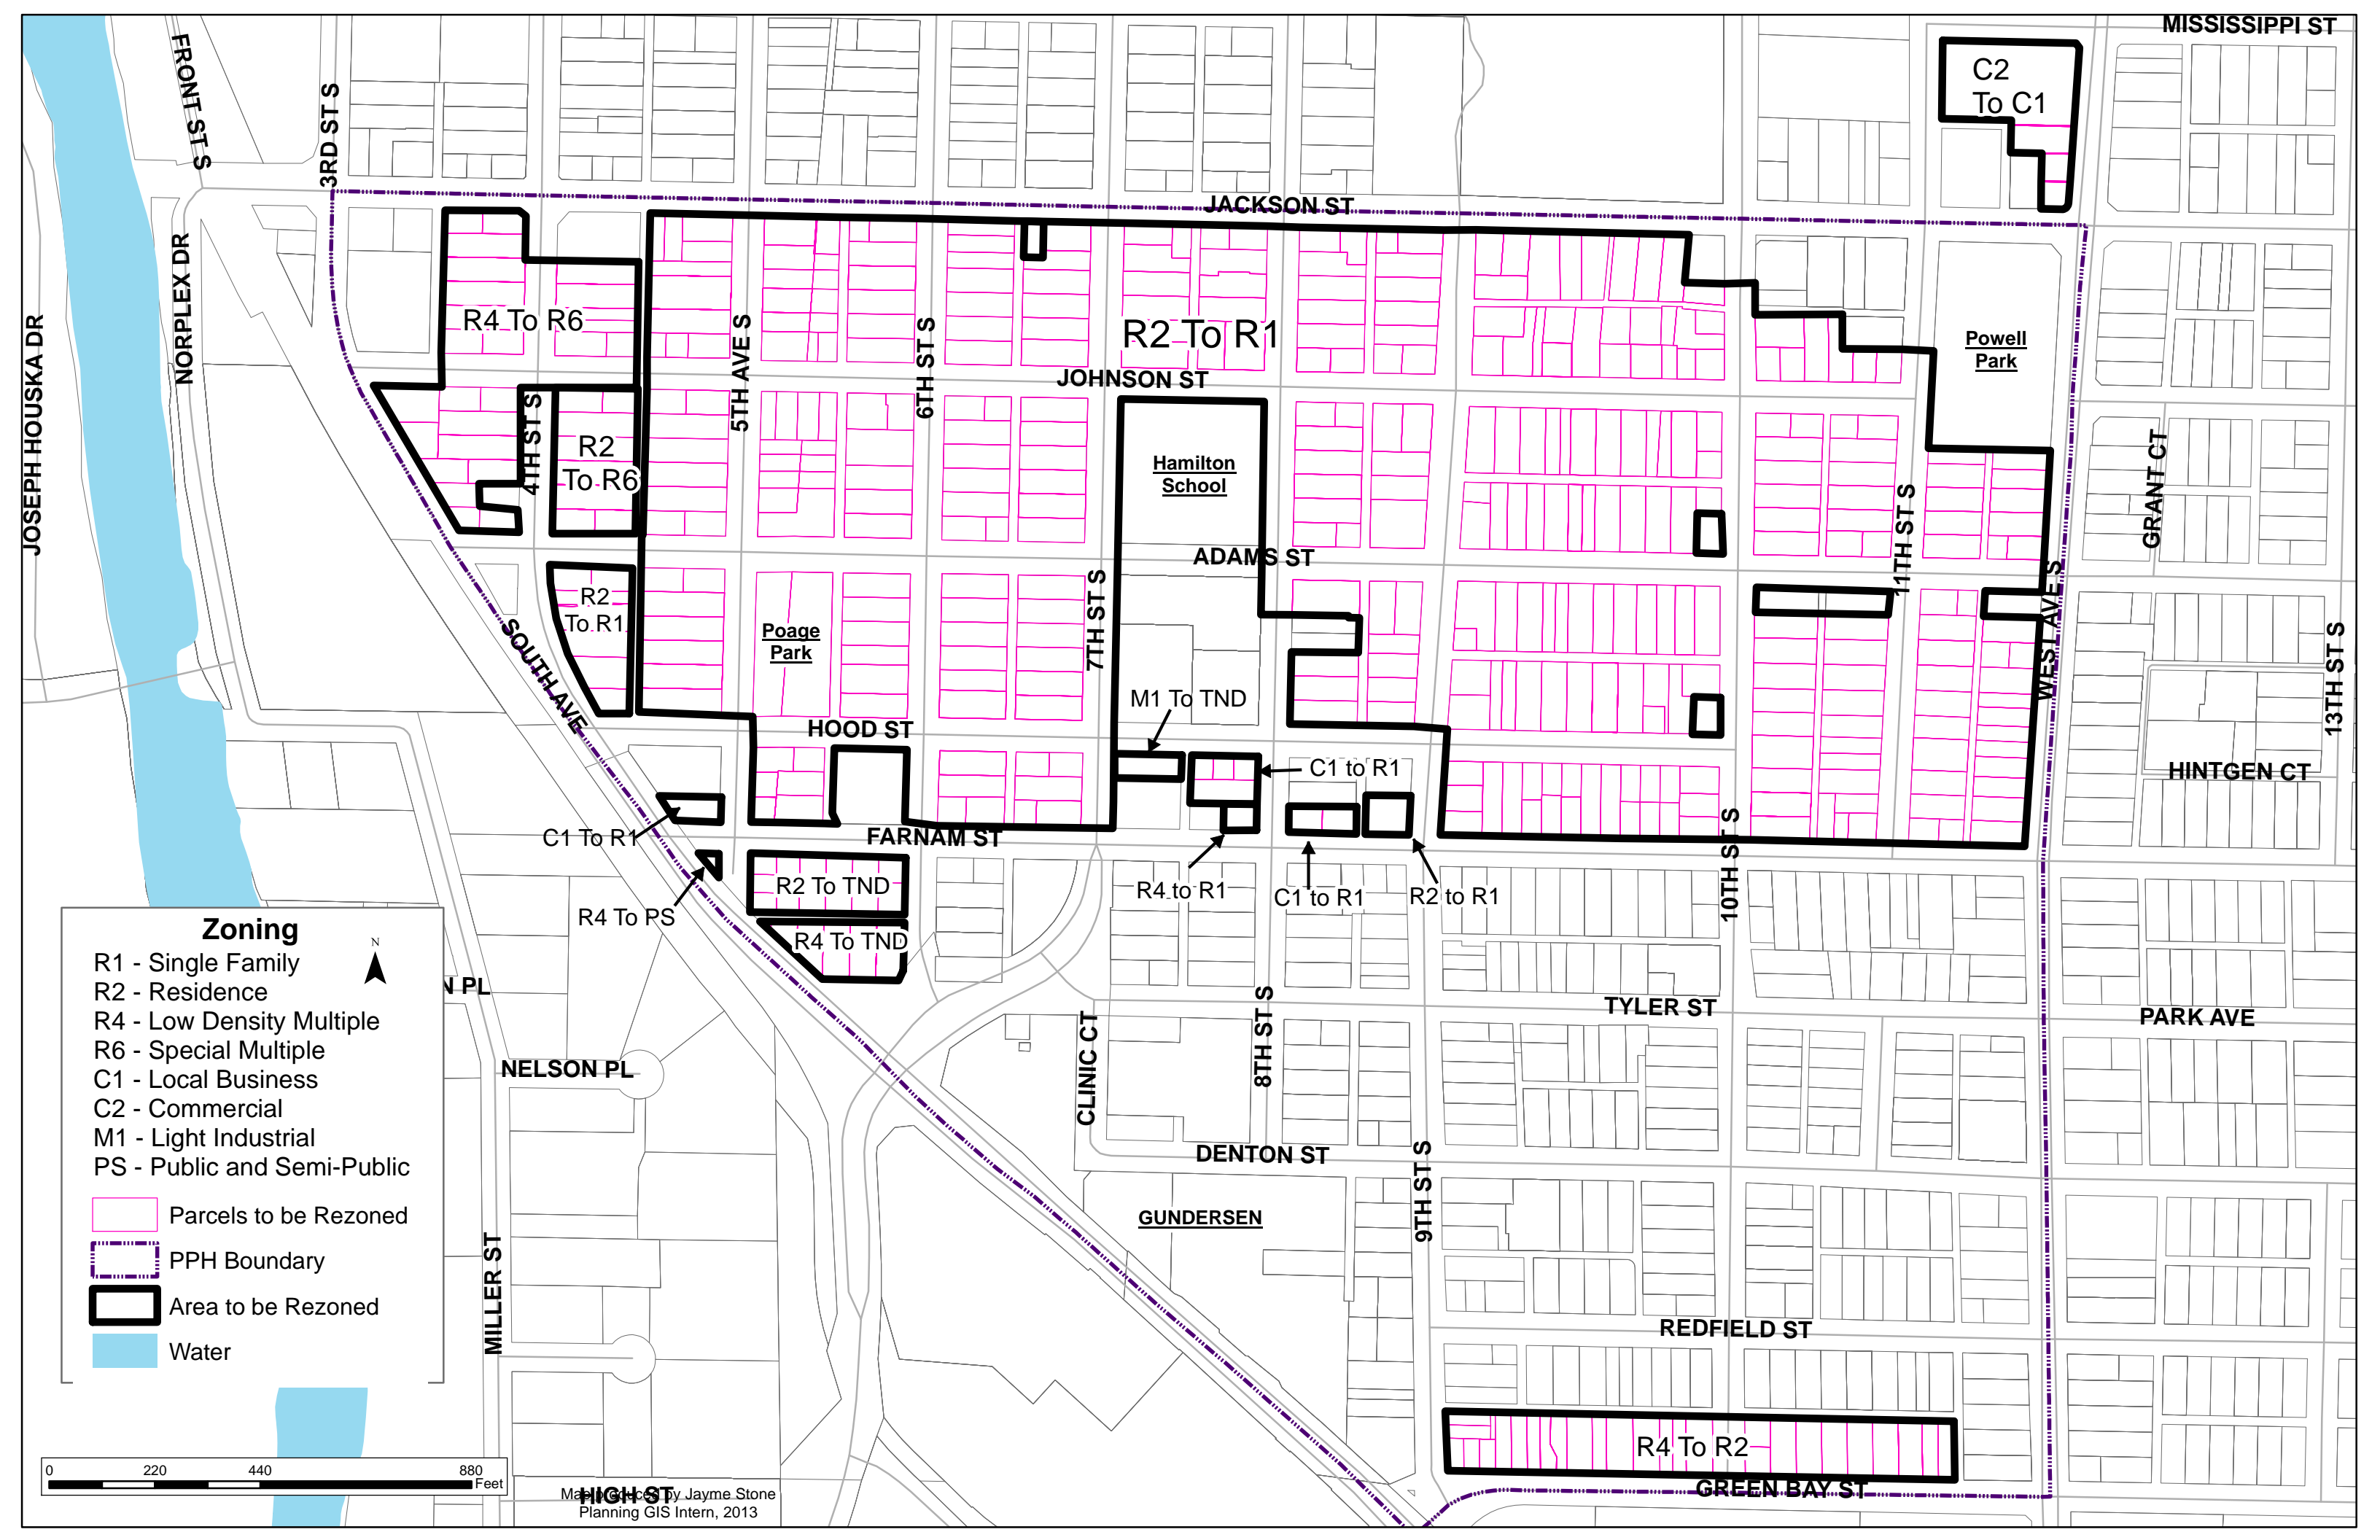 MISSISSIPPI ST
FRONT ST S
3RD ST S
C2
To C1
JACKSON ST
NORPLEX DR
JOSEPH HOUSKA DR
R4 To R6
5TH AVE S
6TH ST S
R2 To R1
JOHNSON ST
Powell
Park
4TH ST S
R2
To R6
Hamilton
School
GRANT CT
11TH ST S
ADAMS ST
R2
To R1
SOUTH AVE
Poage
Park
7TH ST S
WEST AVE S
13TH ST S
M1 To TND
HOOD ST
C1 to R1
HINTGEN CT
C1 To R1
FARNAM ST
10TH ST S
R2 To TND
R4 to R1
C1 to R1
R2 to R1
R4 To PS
R4 To TND
N PL
8TH ST S
TYLER ST
PARK AVE
CLINIC CT
NELSON PL
DENTON ST
9TH ST S
GUNDERSEN
MILLER ST
REDFIELD ST
R4 To R2
GREEN BAY ST
HIGH ST
Zoning
N
R1 - Single Family
R2 - Residence
R4 - Low Density Multiple
R6 - Special Multiple
C1 - Local Business
C2 - Commercial
M1 - Light Industrial
PS - Public and Semi-Public
Parcels to be Rezoned
PPH Boundary
Area to be Rezoned
Water
0 220 440 880
Feet
Map produced by Jayme Stone
Planning GIS Intern, 2013